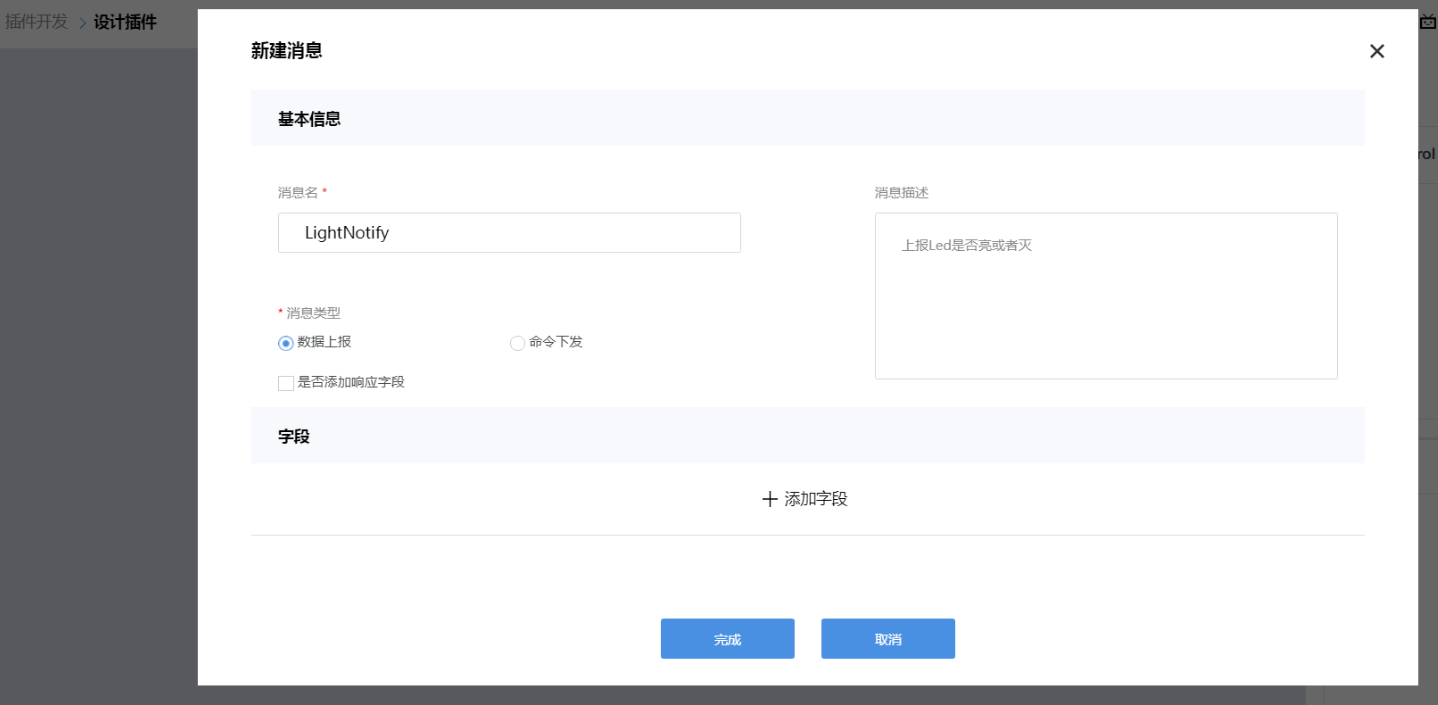 插件开发 > 设计插件
新建消息
rol
基本信息
消息名 *
消息描述
LightNotify
上报Led是否亮或者灭
* 消息类型
数据上报
命令下发
是否添加响应字段
字段
+ 添加字段
完成
取消